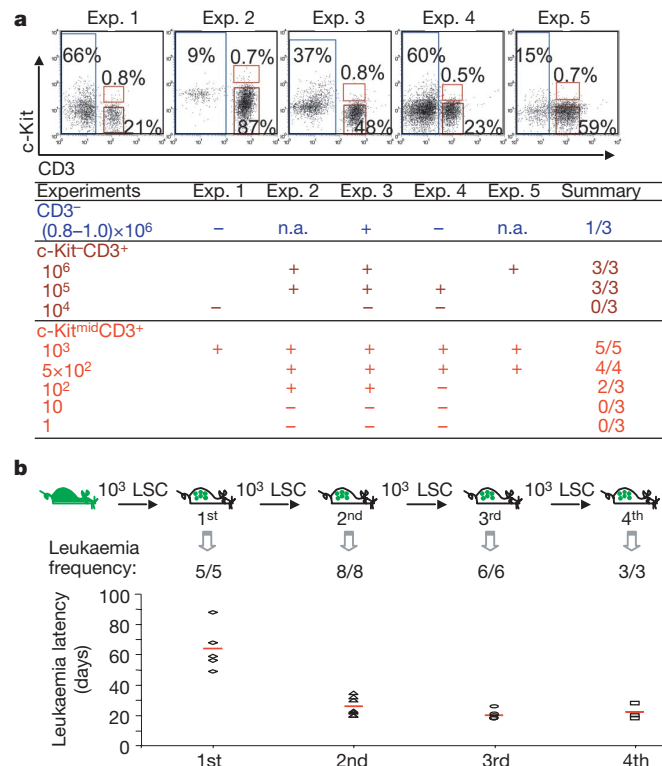 a
Exp. 1 Exp. 2 Exp. 3 Exp. 4 Exp. 5
66% 9% 0.7% 37% 60% 15%
0.8% 0.8% 0.5% 0.7%
21% 87% 48% 23% 59%
c-Kit
CD3
Experiments Exp. 1 Exp. 2 Exp. 3 Exp. 4 Exp. 5 Summary
CD3⁻
(0.8–1.0)×10⁶ – n.a. + – n.a. 1/3
c-Kit⁻CD3⁺
10⁶ + + + 3/3
10⁵ + + + 3/3
10⁴ – – – 0/3
c-KitᵐⁱᵈCD3⁺
10³ + + + + + 5/5
5×10² + + + + 4/4
10² + + – 2/3
10 – – – 0/3
1 – – – 0/3
b
10³ LSC 10³ LSC 10³ LSC 10³ LSC
1st 2nd 3rd 4th
Leukaemia
frequency: 5/5 8/8 6/6 3/3
Leukaemia latency
(days)
100
80
60
40
20
0
1st 2nd 3rd 4th